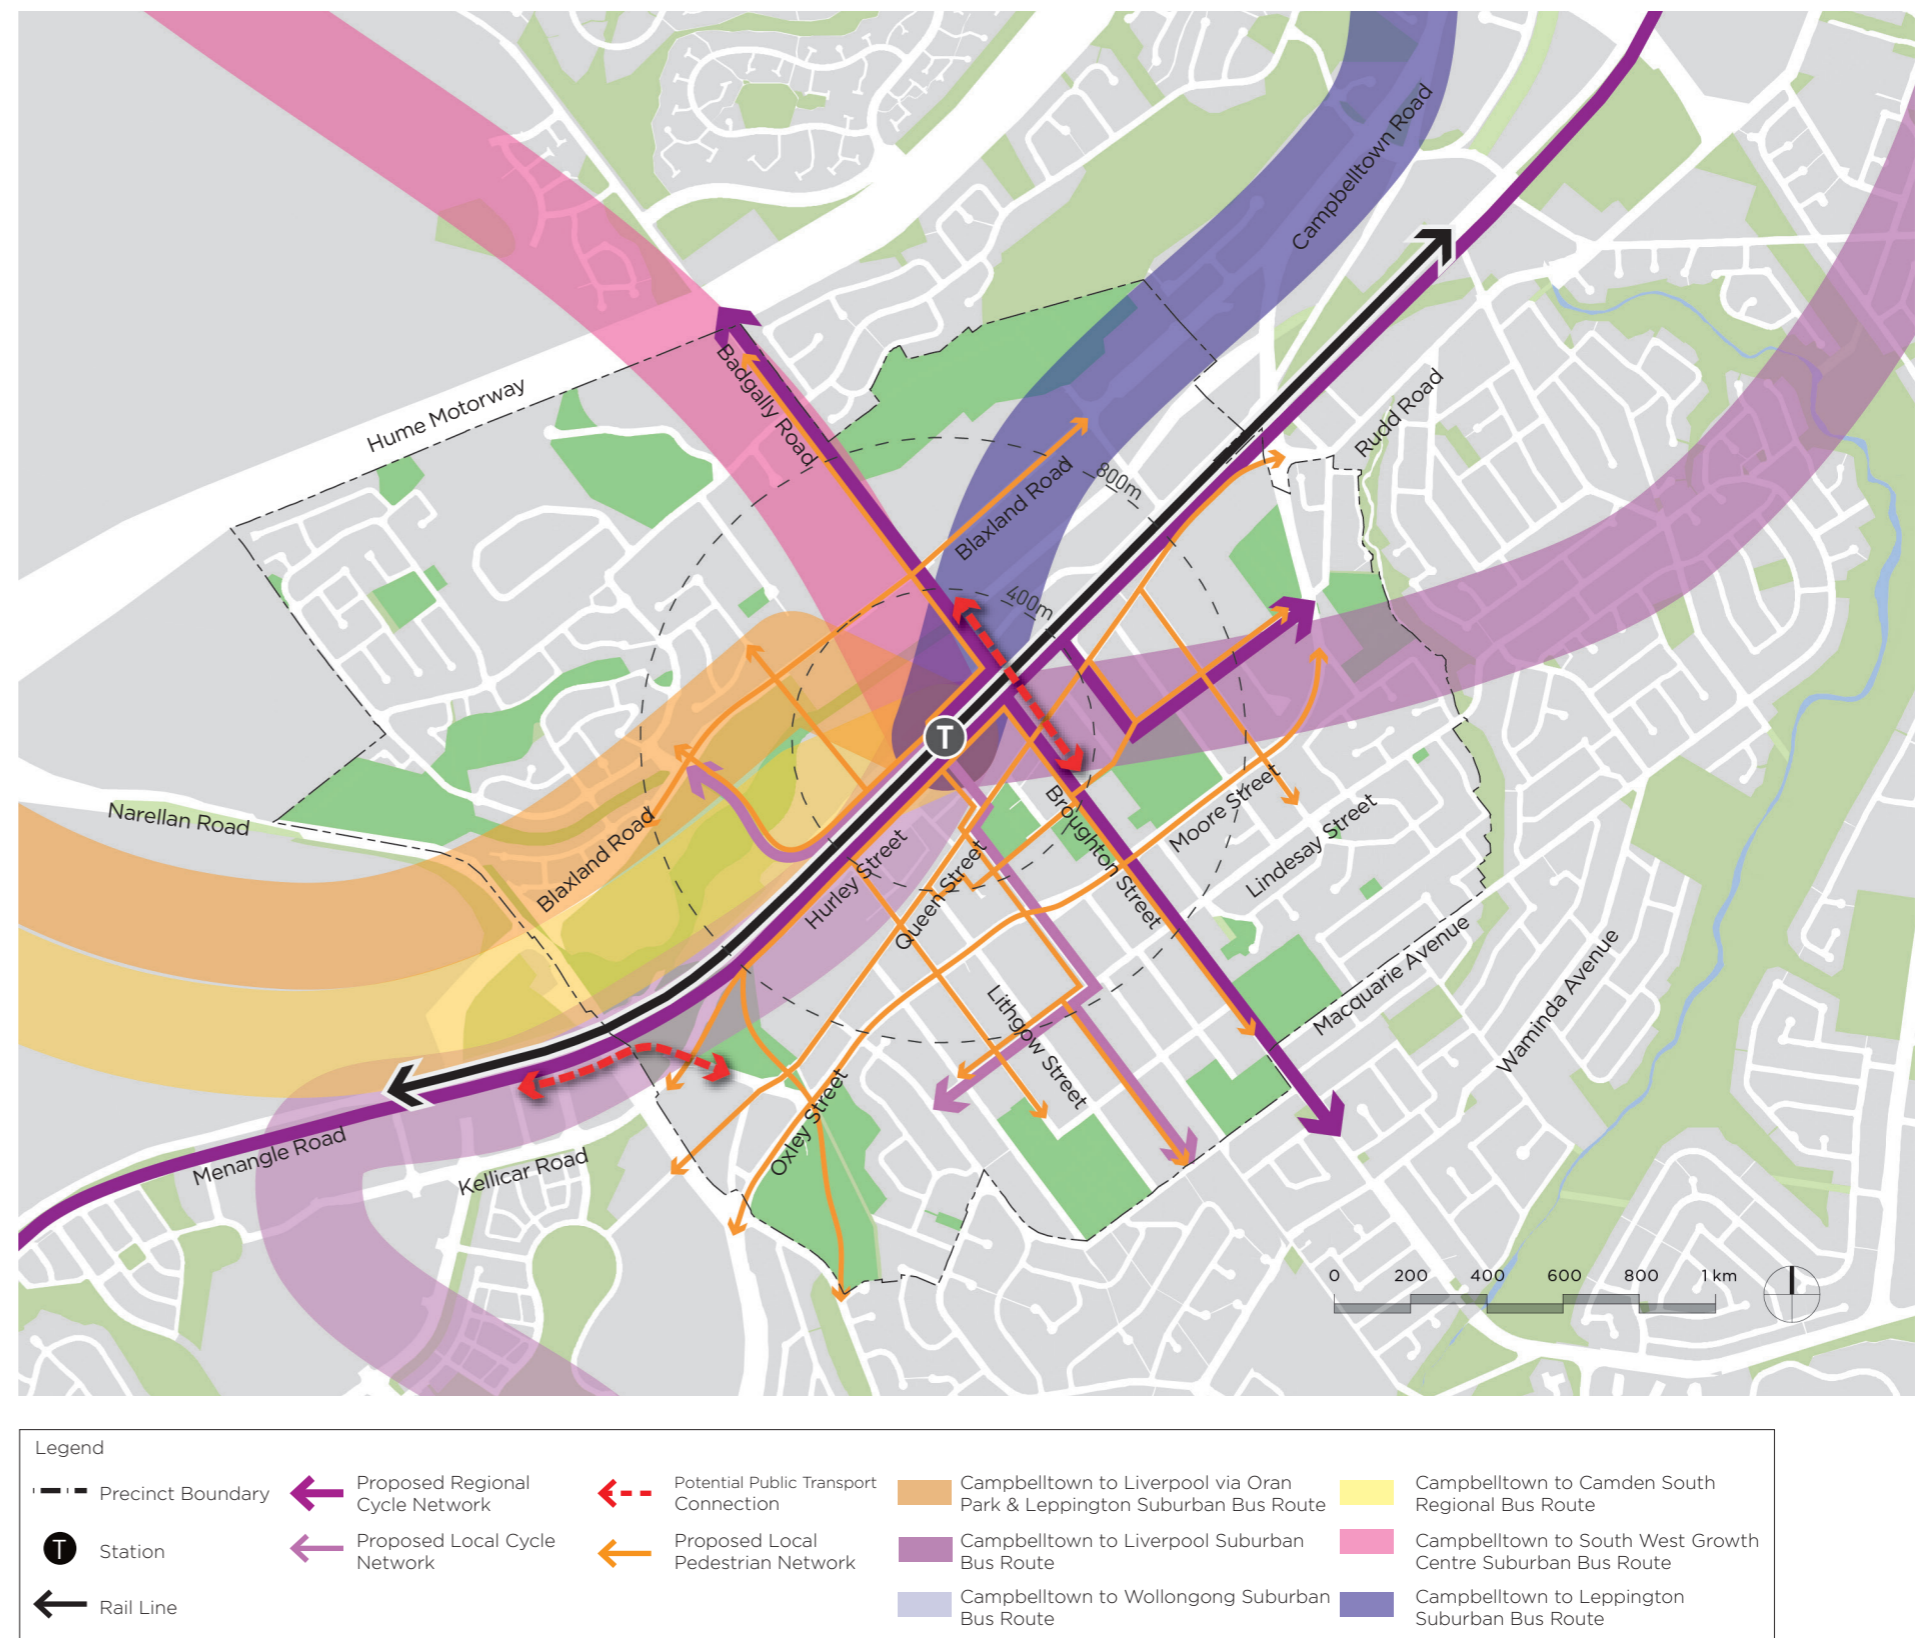 Campbelltown Road
Badgally Road
Hume Motorway
Rudd Road
800m
Blaxland Road
400m
T
Narellan Road
Blaxland Road
Hurley Street
Queen Street
Broughton Street
Moore Street
Lindesay Street
Macquarie Avenue
Waminda Avenue
Lithgow Street
Oxley Street
Menangle Road
Kellicar Road
0 200 400 600 800 1 km
Legend
Precinct Boundary
T
Station
Rail Line
Proposed Regional
Cycle Network
Proposed Local Cycle
Network
Potential Public Transport
Connection
Proposed Local
Pedestrian Network
Campbelltown to Liverpool via Oran
Park & Leppington Suburban Bus Route
Campbelltown to Liverpool Suburban
Bus Route
Campbelltown to Wollongong Suburban
Bus Route
Campbelltown to Camden South
Regional Bus Route
Campbelltown to South West Growth
Centre Suburban Bus Route
Campbelltown to Leppington
Suburban Bus Route